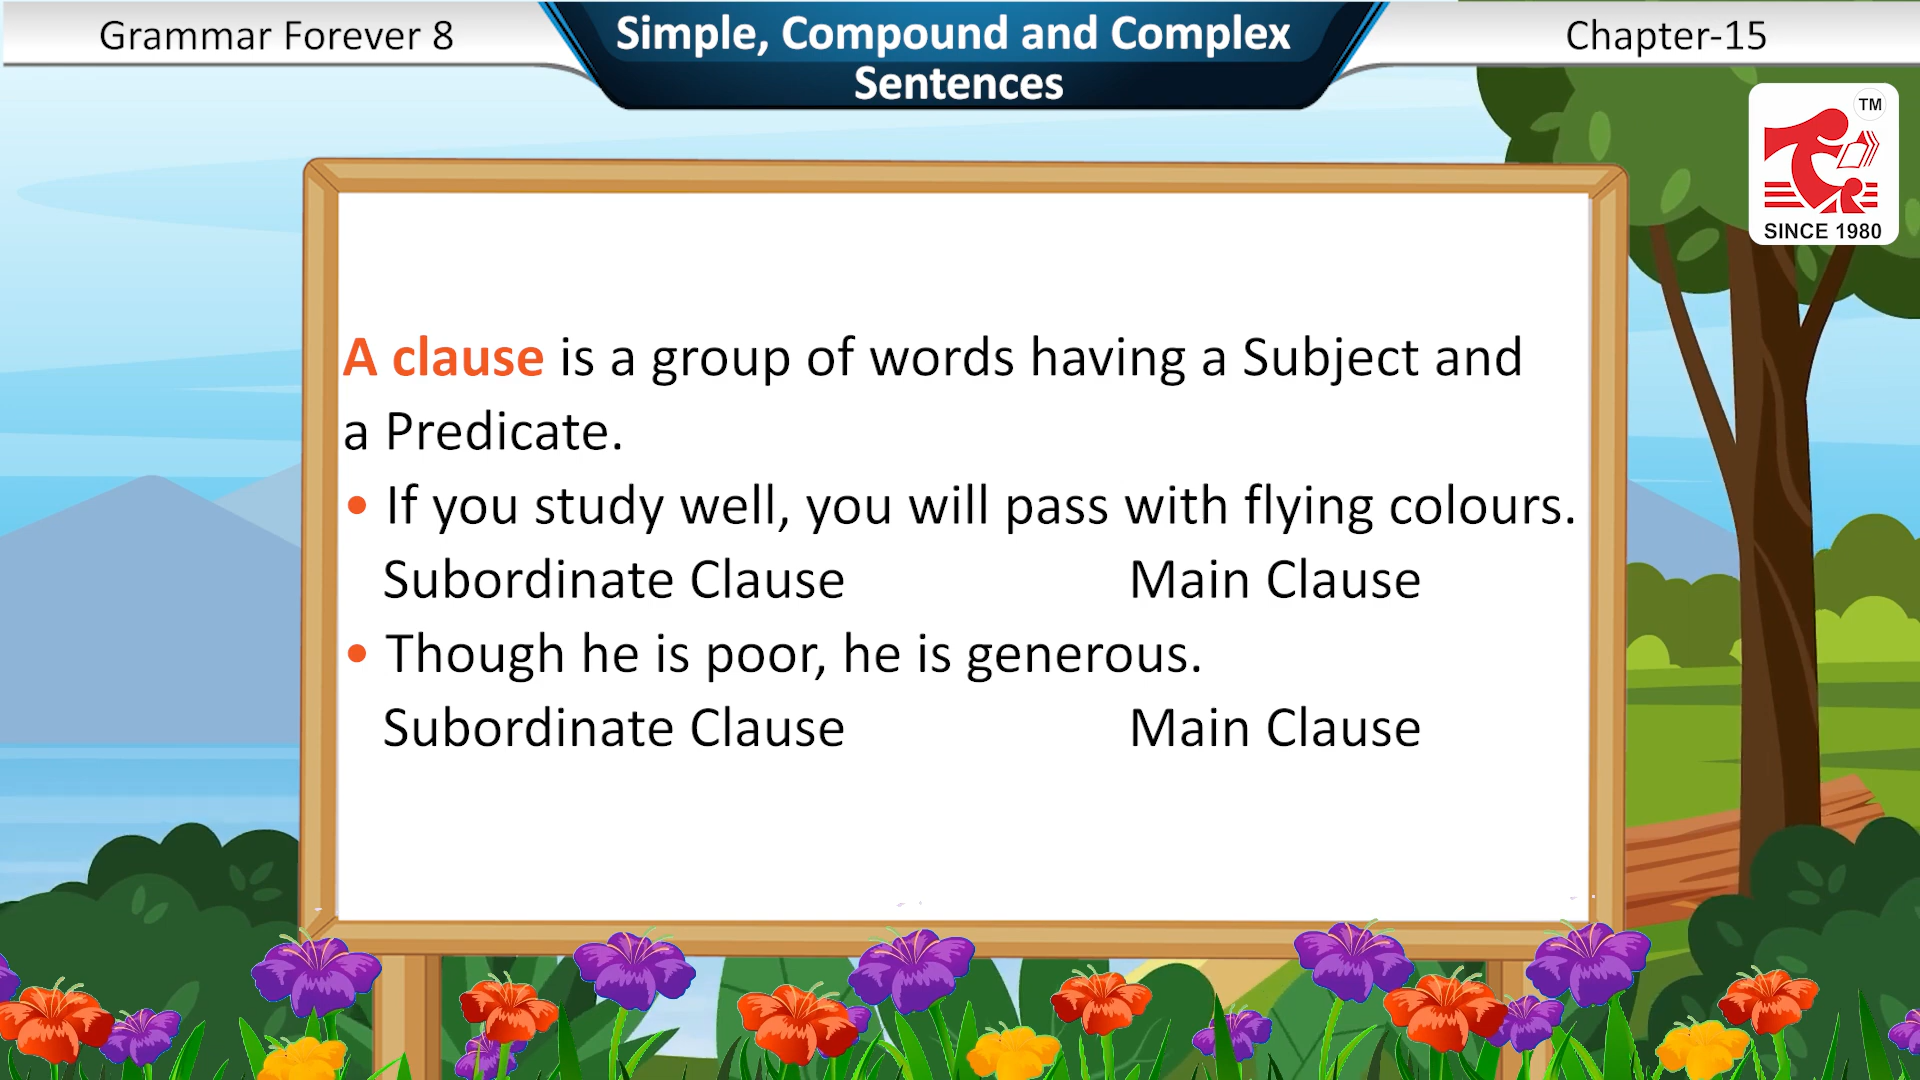 Grammar Forever 8
Simple, Compound and Complex
Sentences
Chapter-15
TM
SINCE 1980
A clause is a group of words having a Subject and
a Predicate.
• If you study well, you will pass with flying colours.
Subordinate Clause Main Clause
• Though he is poor, he is generous.
Subordinate Clause Main Clause